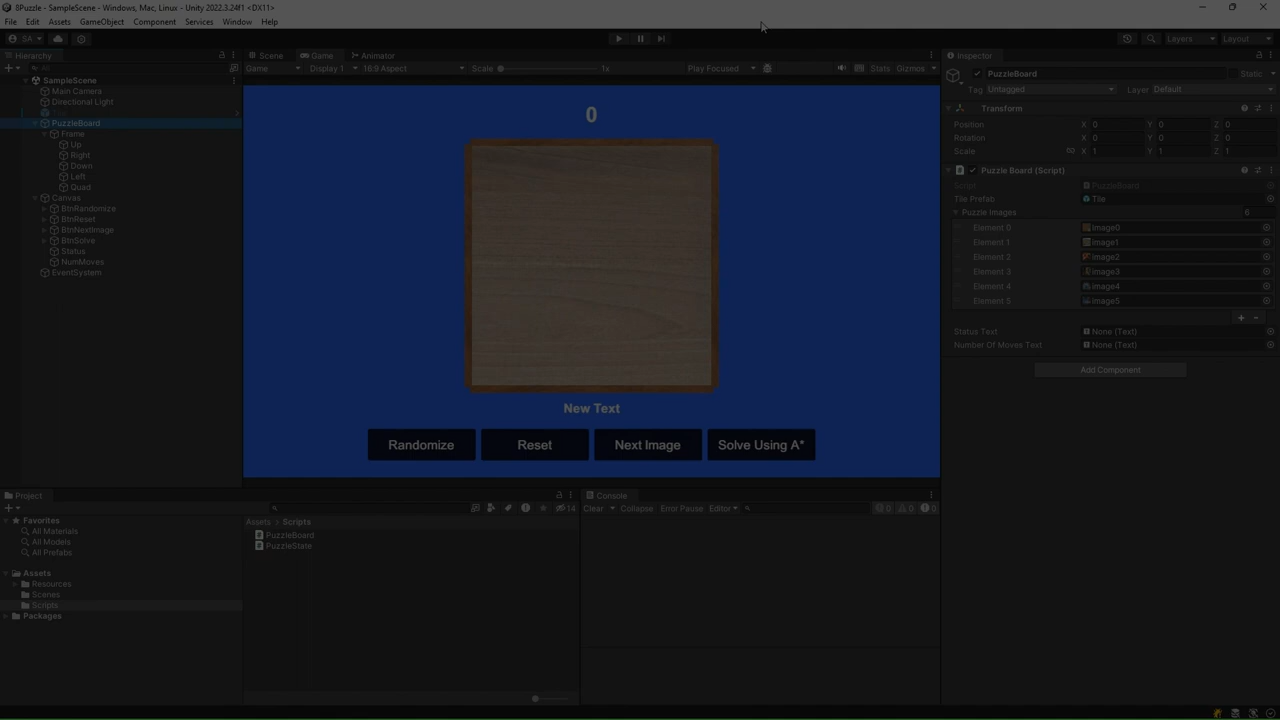 8Puzzle - SampleScene - Windows, Mac, Linux - Unity 2022.3.24f1 <DX11>
File Edit Assets GameObject Component Services Window Help
SA
Layers Layout
Hierarchy
All
SampleScene
Main Camera
Directional Light
Tile
PuzzleBoard
Frame
Up
Right
Down
Left
Quad
Canvas
BtnRandomize
BtnReset
BtnNextImage
BtnSolve
Status
NumMoves
EventSystem
Scene Game Animator
Game Display 1 16:9 Aspect Scale 1x Play Focused Stats Gizmos
0
New Text
Randomize Reset Next Image Solve Using A*
Inspector
PuzzleBoard Static
Tag Untagged Layer Default
Transform
Position X 0 Y 0 Z 0
Rotation X 0 Y 0 Z 0
Scale X 1 Y 1 Z 1
Puzzle Board (Script)
Script PuzzleBoard
Tile Prefab Tile
Puzzle Images 6
Element 0 image0
Element 1 image1
Element 2 image2
Element 3 image3
Element 4 image4
Element 5 image5
Status Text None (Text)
Number Of Moves Text None (Text)
Add Component
Project
14
Favorites
All Materials
All Models
All Prefabs
Assets
Resources
Scenes
Scripts
Packages
Assets > Scripts
PuzzleBoard
PuzzleState
Console
Clear Collapse Error Pause Editor 0 0 0